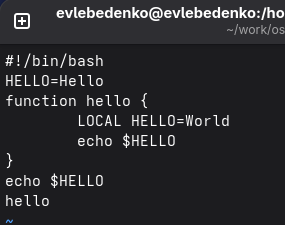 evlebedenko@evlebedenko:/ho
~/work/os
#!/bin/bash
HELLO=Hello
function hello {
        LOCAL HELLO=World
        echo $HELLO
}
echo $HELLO
hello
~